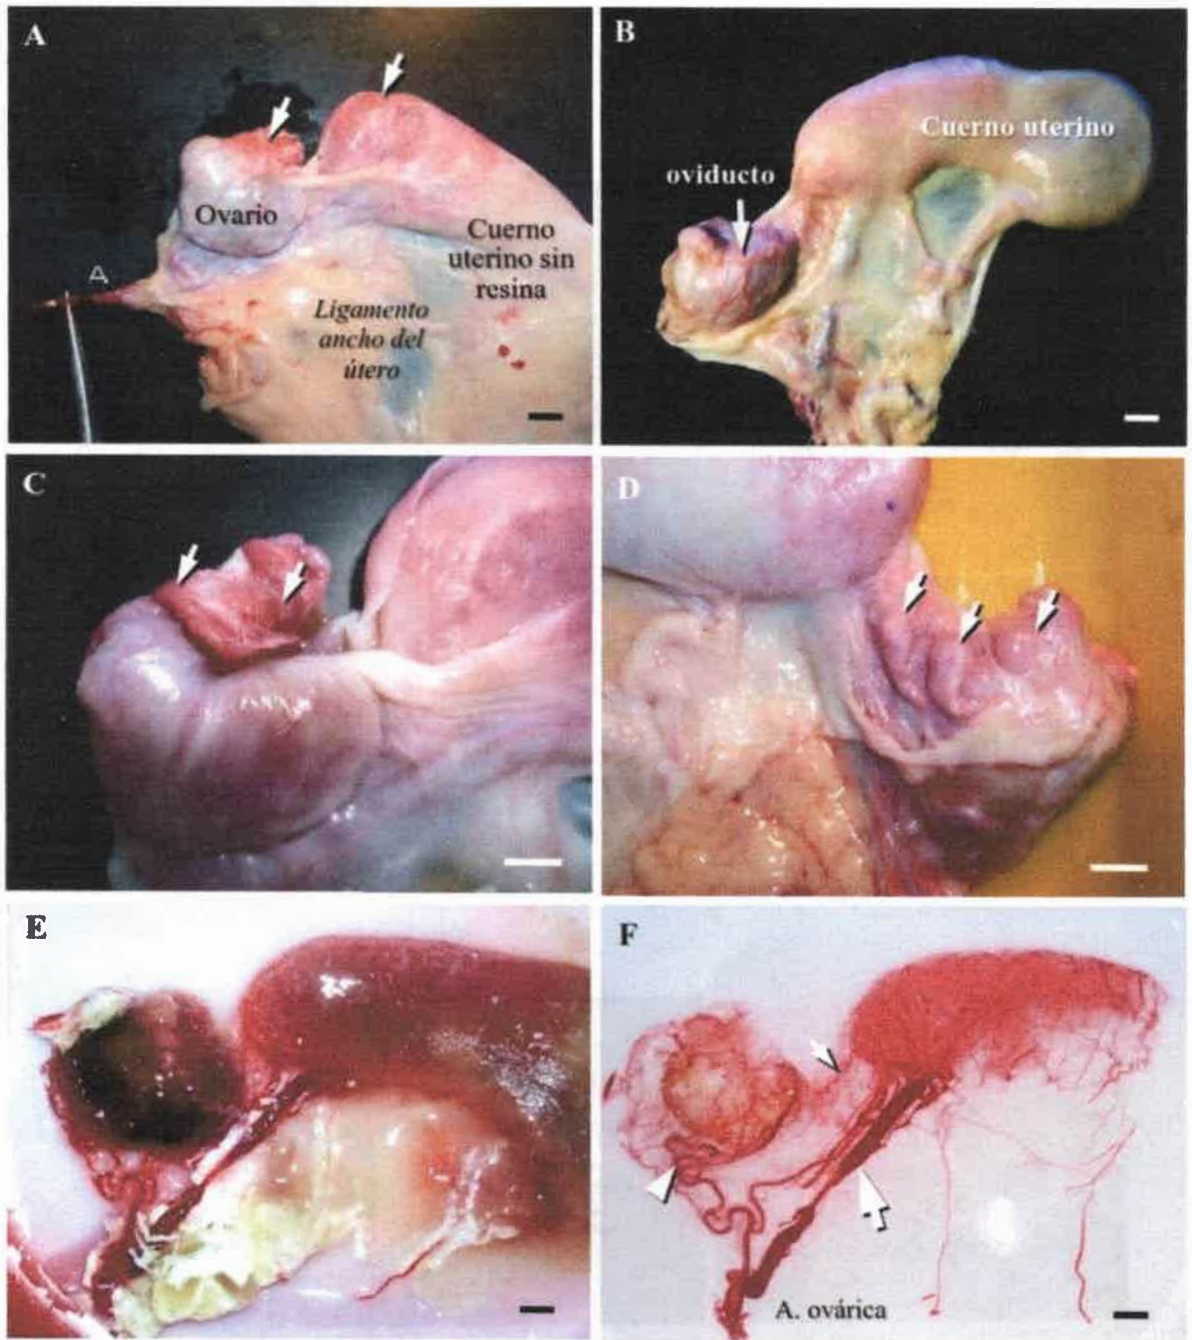 A
Ovario
Cuerno
uterino sin
resina
Ligamento
ancho del
útero
B
Cuerno uterino
oviducto
C
D
E
F
A. ovárica